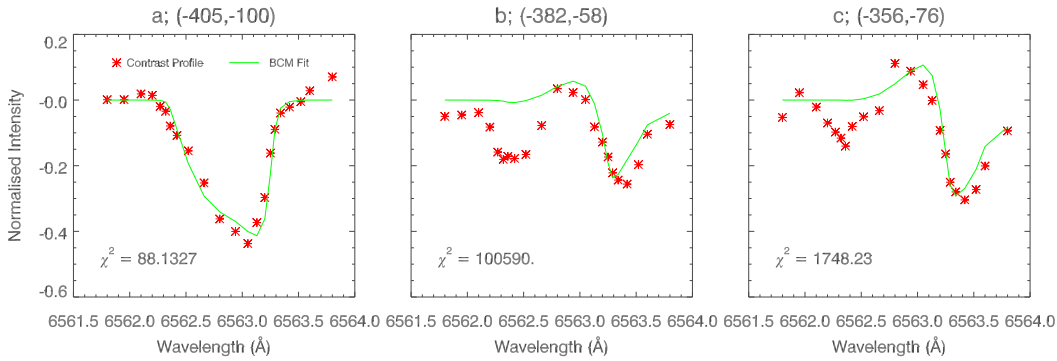 a; (-405,-100)
b; (-382,-58)
c; (-356,-76)
Normalised Intensity
0.2
-0.0
-0.2
-0.4
-0.6
Contrast Profile
BCM Fit
χ² = 88.1327
χ² = 100590.
χ² = 1748.23
6561.5 6562.0 6562.5 6563.0 6563.5 6564.0
6561.5 6562.0 6562.5 6563.0 6563.5 6564.0
6561.5 6562.0 6562.5 6563.0 6563.5 6564.0
Wavelength (Å)
Wavelength (Å)
Wavelength (Å)